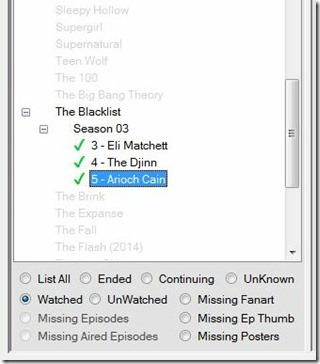 Sleepy Hollow
Supergirl
Supernatural
Teen Wolf
The 100
The Big Bang Theory
The Blacklist
Season 03
3 - Eli Matchett
4 - The Djinn
5 - Arioch Cain
The Brink
The Expanse
The Fall
The Flash (2014)
List All Ended Continuing UnKnown
Watched UnWatched Missing Fanart
Missing Episodes Missing Ep Thumb
Missing Aired Episodes Missing Posters